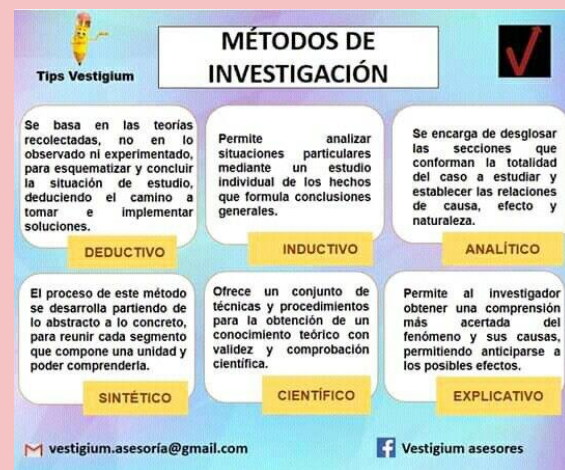 Tips Vestigium
MÉTODOS DE
INVESTIGACIÓN
Se basa en las teorías
recolectadas, no en lo
observado ni experimentado,
para esquematizar y concluir
la situación de estudio,
deduciendo el camino a
tomar e implementar
soluciones.
DEDUCTIVO
Permite analizar
situaciones particulares
mediante un estudio
individual de los hechos
que formula conclusiones
generales.
INDUCTIVO
Se encarga de desglosar
las secciones que
conforman la totalidad
del caso a estudiar y
establecer las relaciones
de causa, efecto y
naturaleza.
ANALÍTICO
El proceso de este método
se desarrolla partiendo de
lo abstracto a lo concreto,
para reunir cada segmento
que compone una unidad y
poder comprenderla.
SINTÉTICO
Ofrece un conjunto de
técnicas y procedimientos
para la obtención de un
conocimiento teórico con
validez y comprobación
científica.
CIENTÍFICO
Permite al investigador
obtener una comprensión
más acertada del
fenómeno y sus causas,
permitiendo anticiparse a
los posibles efectos.
EXPLICATIVO
vestigium.asesoría@gmail.com
Vestigium asesores